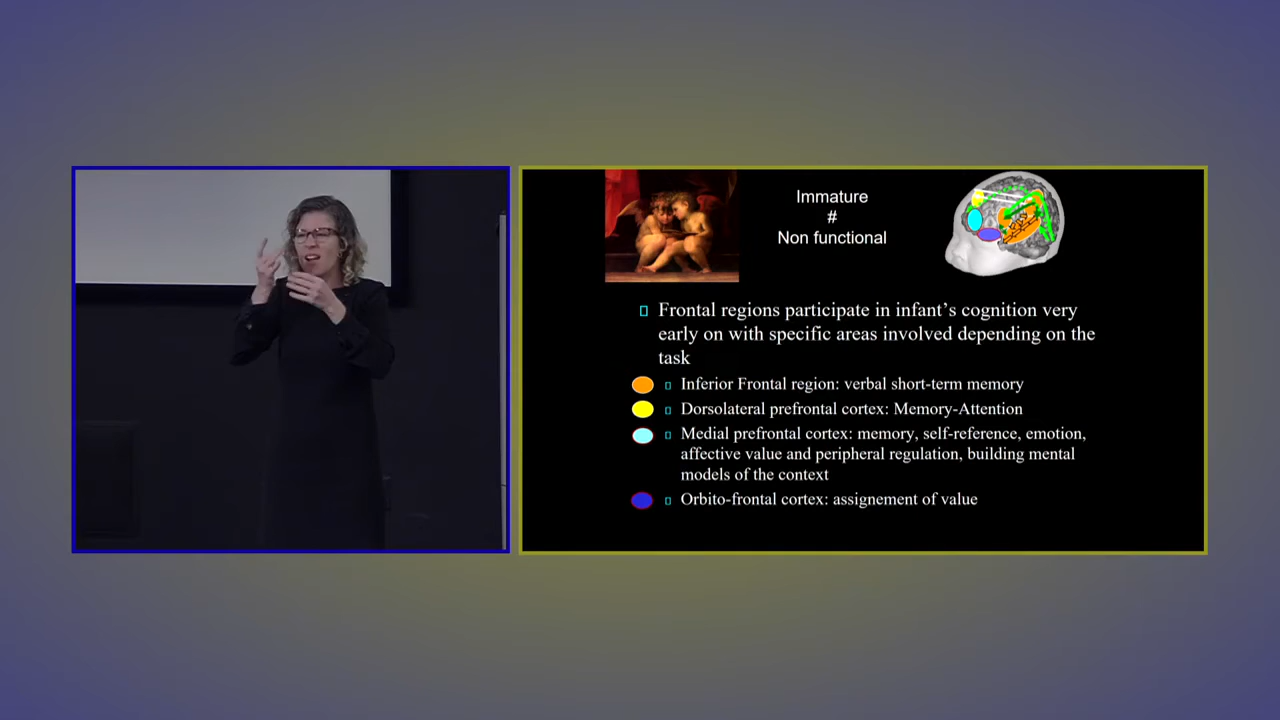 Immature
#
Non functional
Frontal regions participate in infant’s cognition very
early on with specific areas involved depending on the
task
Inferior Frontal region: verbal short-term memory
Dorsolateral prefrontal cortex: Memory-Attention
Medial prefrontal cortex: memory, self-reference, emotion,
affective value and peripheral regulation, building mental
models of the context
Orbito-frontal cortex: assignement of value